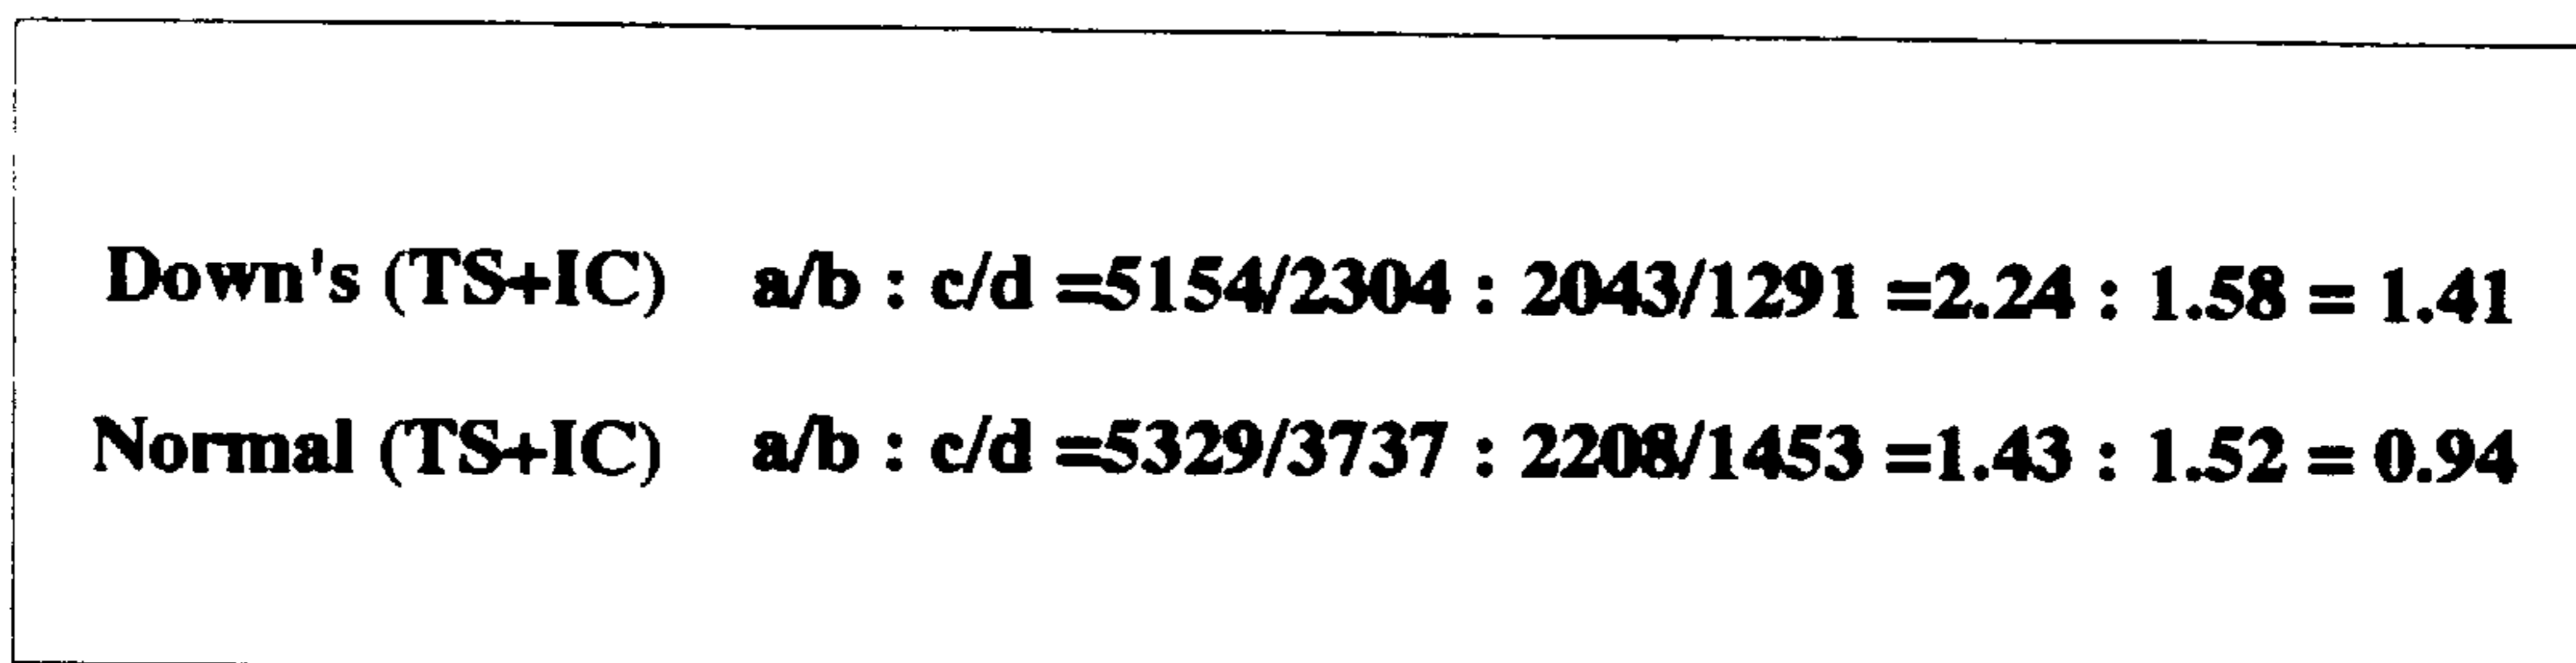 Down's (TS+IC) a/b : c/d =5154/2304 : 2043/1291 =2.24 : 1.58 = 1.41
Normal (TS+IC) a/b : c/d =5329/3737 : 2208/1453 =1.43 : 1.52 = 0.94